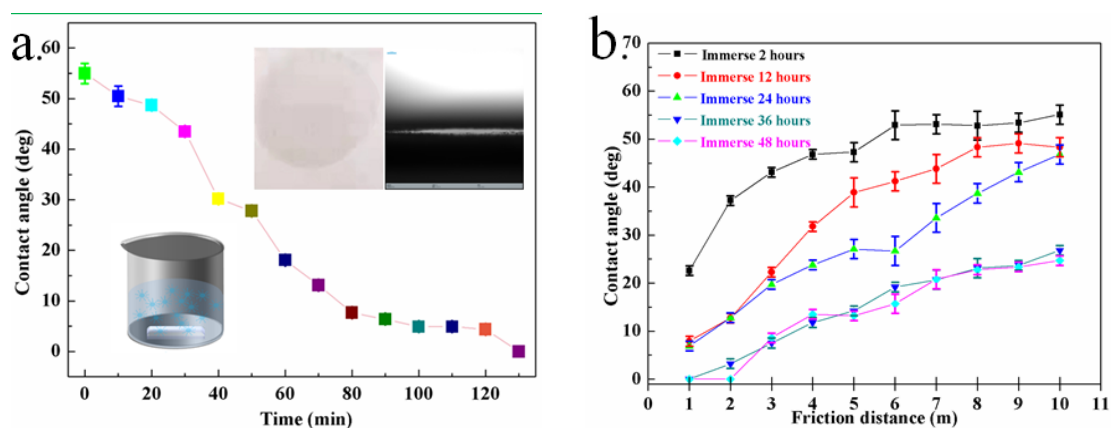 a.
60
50
40
30
20
10
0
Contact angle (deg)
0 20 40 60 80 100 120
Time (min)
b.
70
60
50
40
30
20
10
0
Contact angle (deg)
Immerse 2 hours
Immerse 12 hours
Immerse 24 hours
Immerse 36 hours
Immerse 48 hours
0 1 2 3 4 5 6 7 8 9 10 11
Friction distance (m)